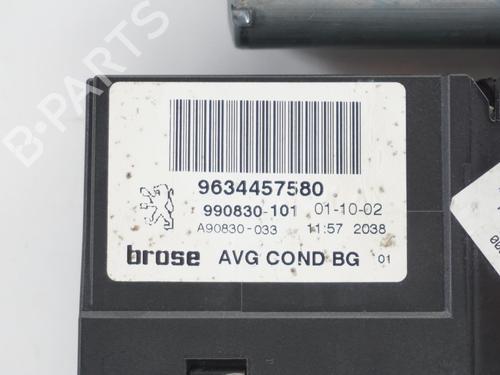 9634457580
990830-101 01-10-02
A90830-033 11:57 2038
brose AVG COND BG 01
B-PARTS